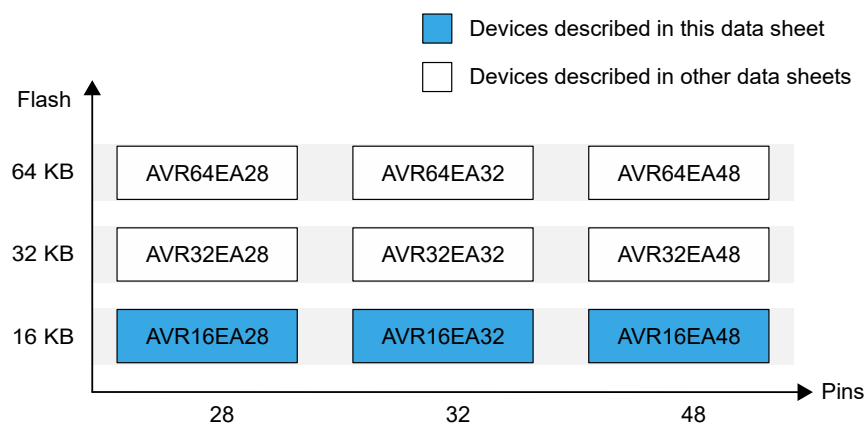 Devices described in this data sheet
Devices described in other data sheets
Flash
64 KB AVR64EA28 AVR64EA32 AVR64EA48
32 KB AVR32EA28 AVR32EA32 AVR32EA48
16 KB AVR16EA28 AVR16EA32 AVR16EA48
Pins
28 32 48